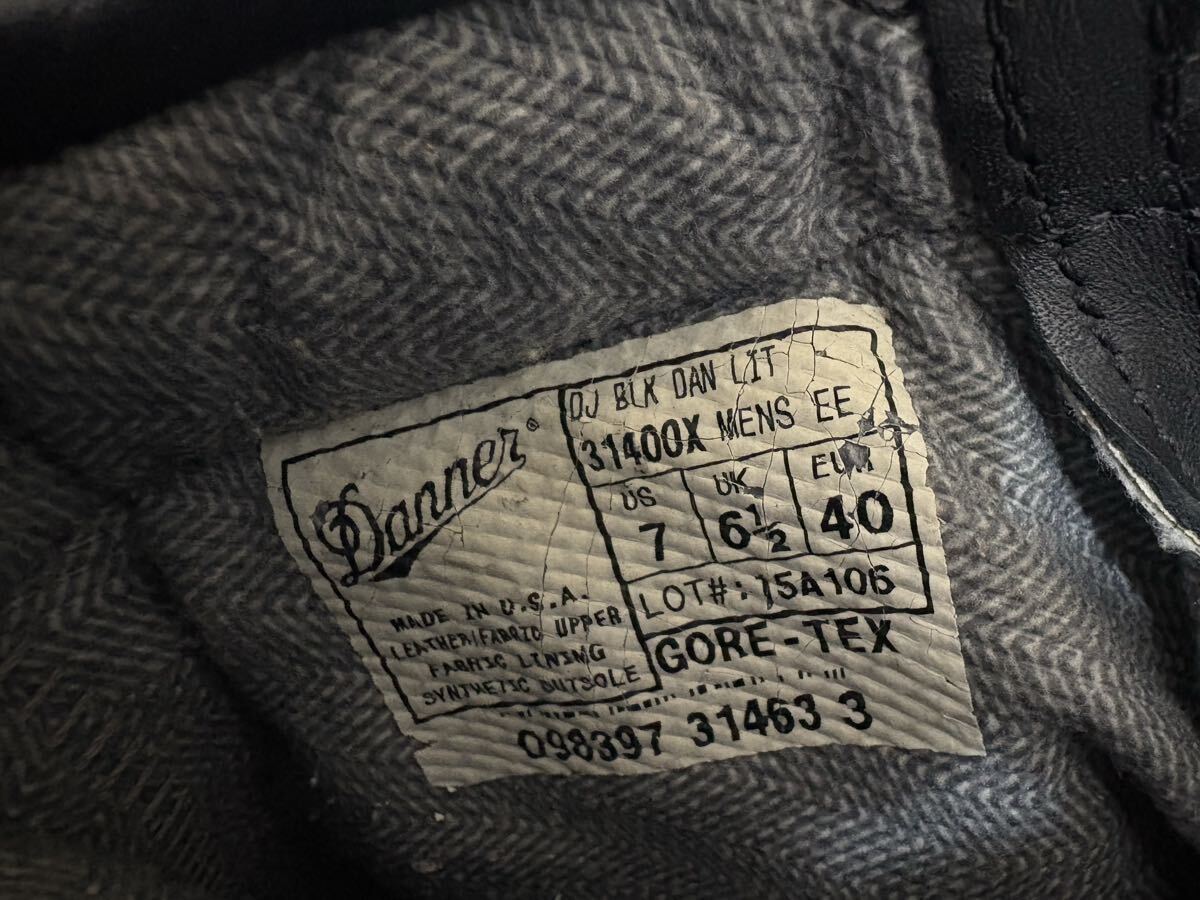 Danner®
MADE IN U.S.A.
LEATHER/FABRIC UPPER
FABRIC LINING
SYNTHETIC OUTSOLE
DJ BLK DAN LIT
31400X MENS EE
US UK EUR
7 6½ 40
LOT#: 15A106
GORE-TEX
098397 31463 3